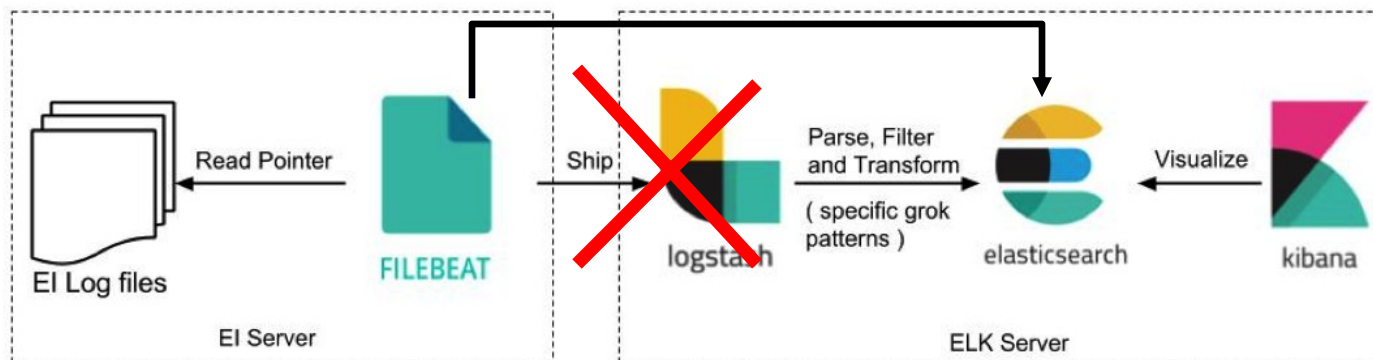 Read Pointer
EI Log files
FILEBEAT
EI Server
Ship
logstash
Parse, Filter
and Transform
( specific grok
patterns )
elasticsearch
Visualize
kibana
ELK Server